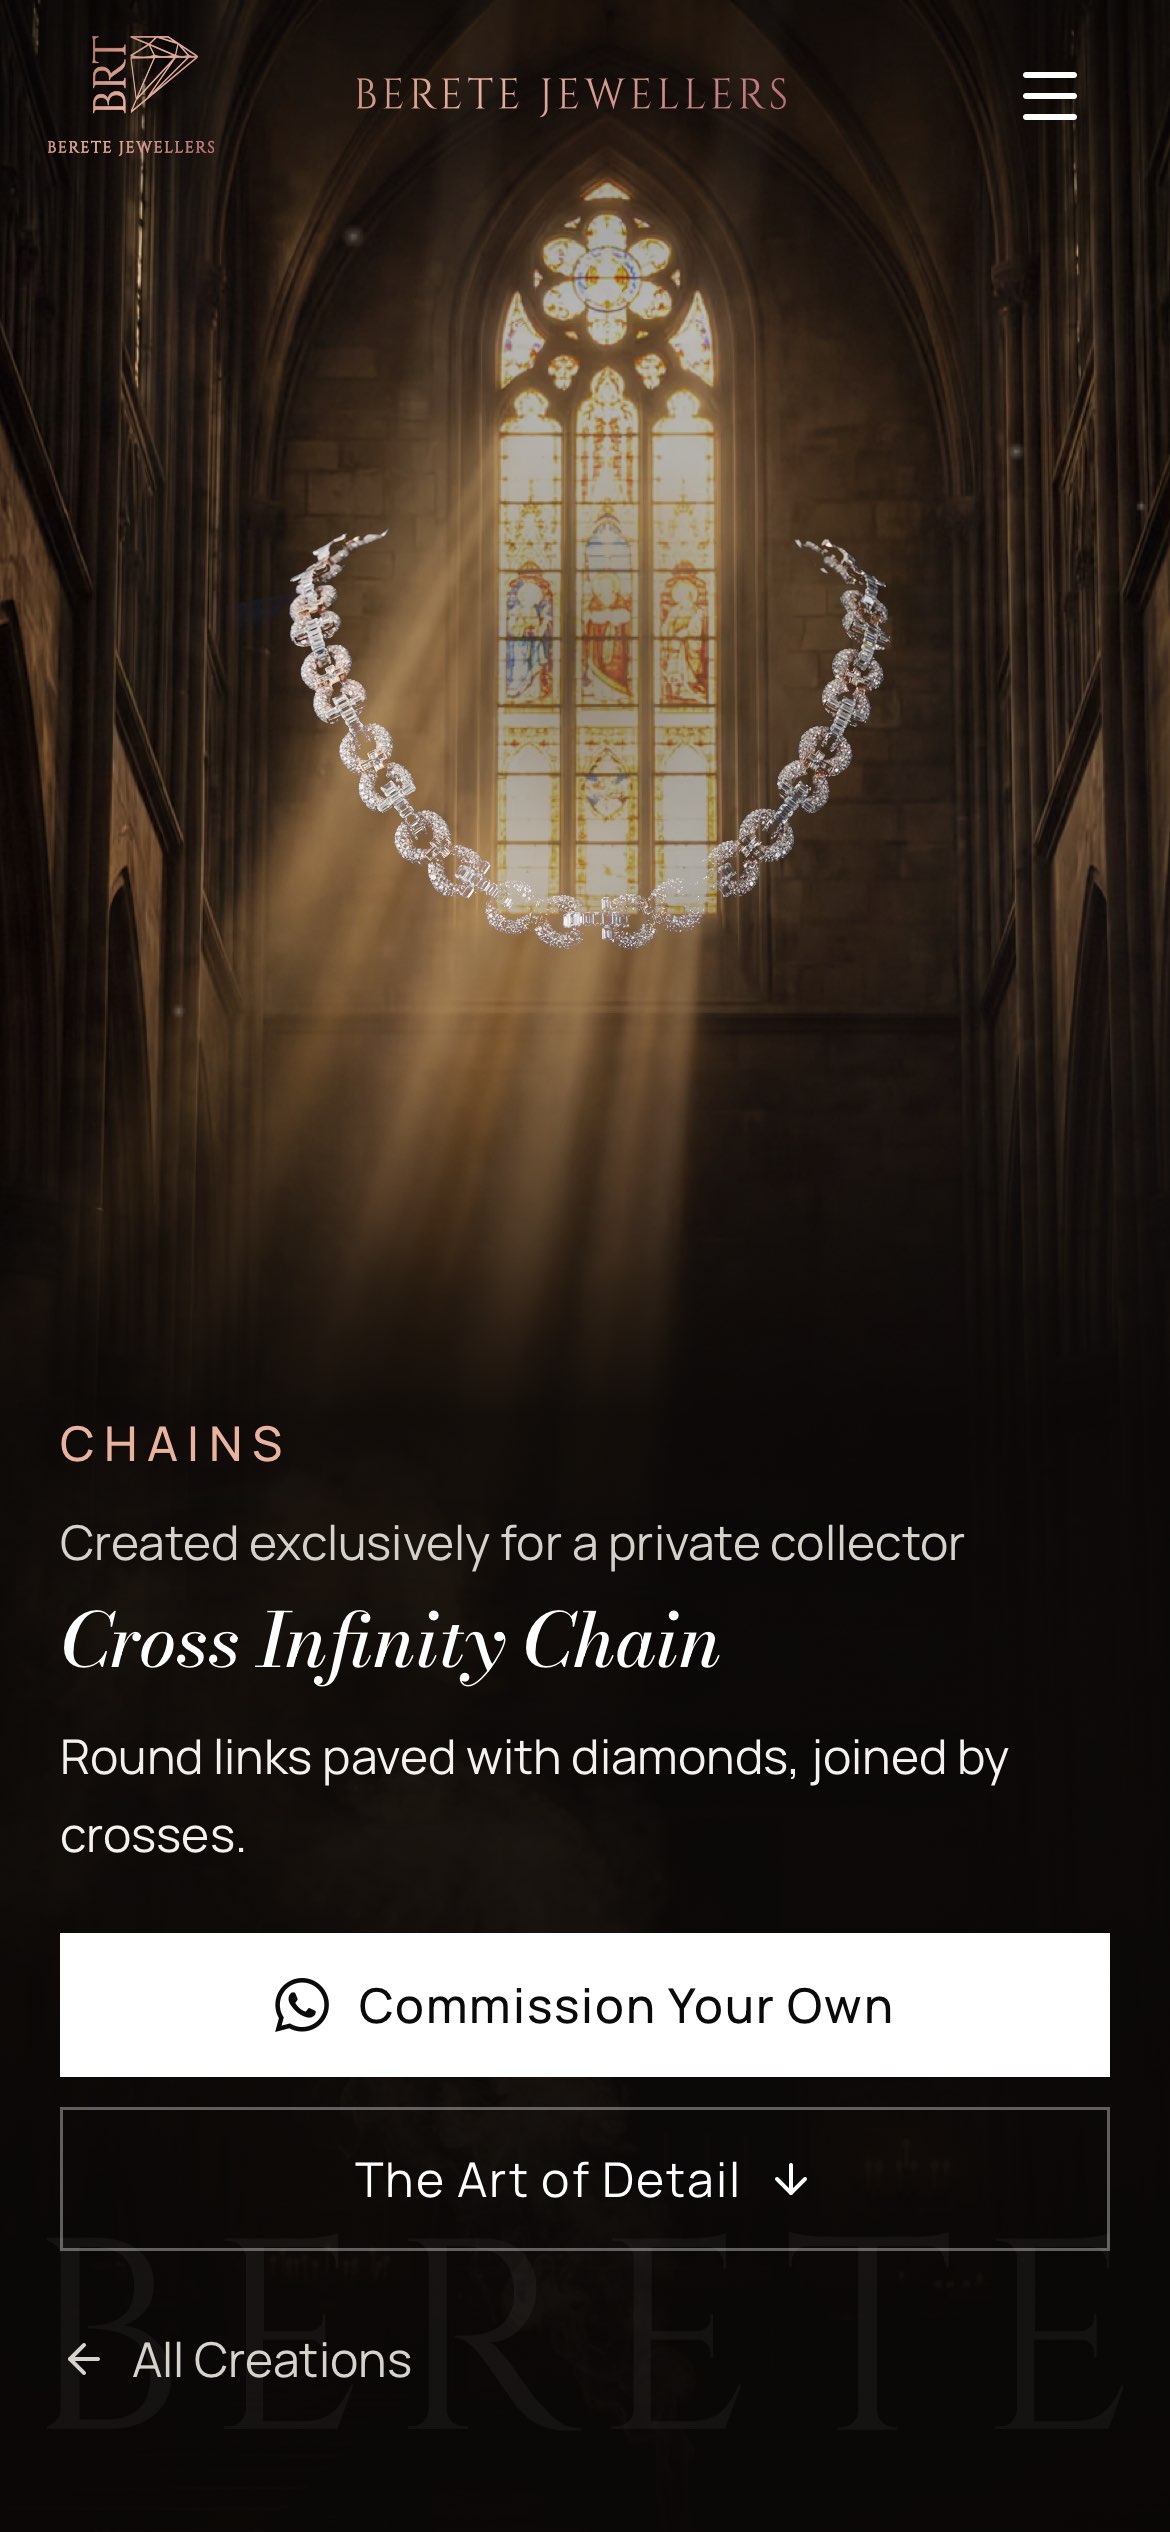 BRT
BERETE JEWELLERS
BERETE JEWELLERS
CHAINS
Created exclusively for a private collector
Cross Infinity Chain
Round links paved with diamonds, joined by
crosses.
Commission Your Own
The Art of Detail
BERETE
All Creations